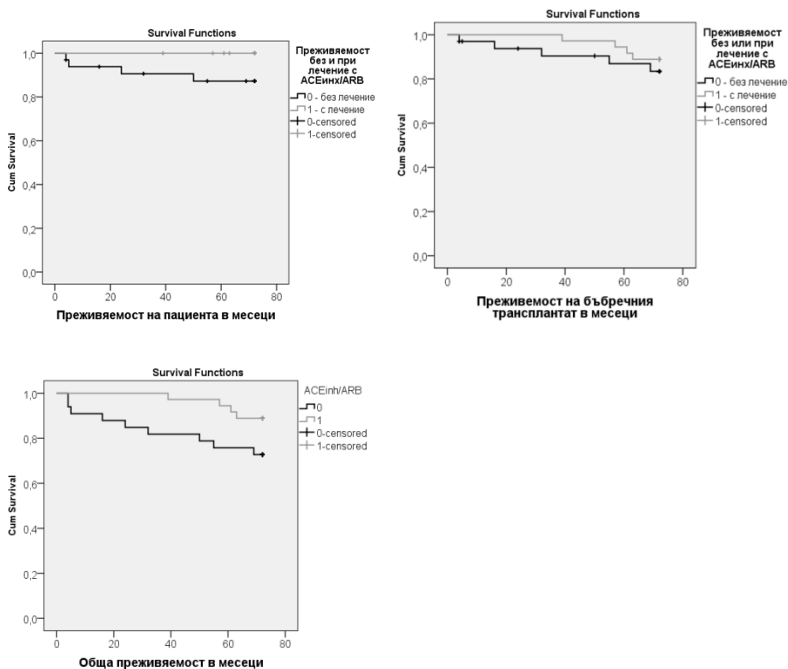 Survival Functions
1,0
0,8
0,6
0,4
0,2
0,0
0 20 40 60 80
Cum Survival
Преживяемост на пациента в месеци
Преживяемост
без и при
лечение с
АСЕинх/ARB
0 - без лечение
1 - с лечение
0-censored
1-censored
Survival Functions
1,0
0,8
0,6
0,4
0,2
0,0
0 20 40 60 80
Cum Survival
Преживемост на бъбречния
трансплантат в месеци
Преживяемост
без или при
лечение с
АСЕинх/ARB
0 - без лечение
1 - с лечение
0-censored
1-censored
Survival Functions
1,0
0,8
0,6
0,4
0,2
0,0
0 20 40 60 80
Cum Survival
Обща преживяемост в месеци
ACEinh/ARB
0
1
0-censored
1-censored